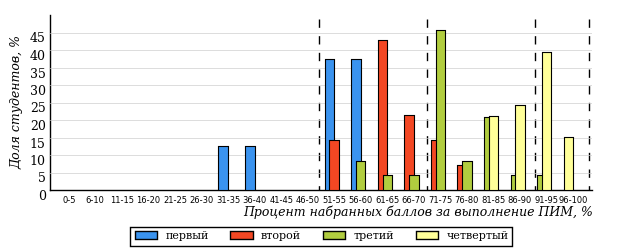 Доля студентов, %
45
40
35
30
25
20
15
10
5
0
0-5 6-10 11-15 16-20 21-25 26-30 31-35 36-40 41-45 46-50 51-55 56-60 61-65 66-70 71-75 76-80 81-85 86-90 91-95 96-100
Процент набранных баллов за выполнение ПИМ, %
первый второй третий четвертый